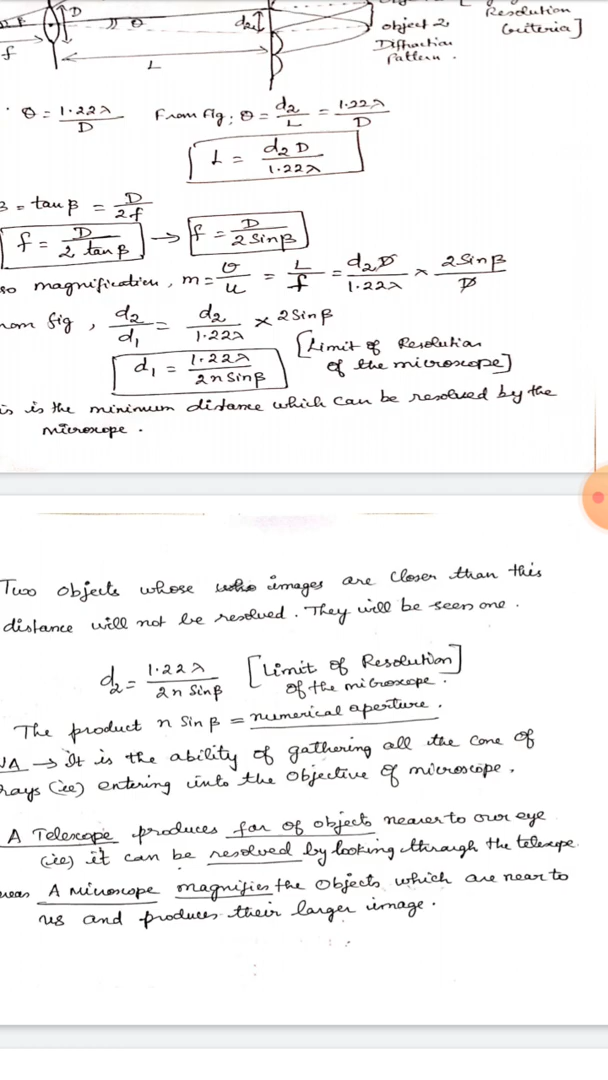 D
θ
d₂
f
L
object 2
Diffraction
Pattern.
Resolution
Criteria]
θ = 1.22λ/D From fig; θ = d₂/L = 1.22λ/D
L = d₂D/1.22λ
= tan β = D/2f
f = D/2 tan β → f = D/2 Sinβ
so magnification, m = v/u = L/f = d₂D/1.22λ × 2Sinβ/D
rom fig, d₂/d₁ = d₂/1.22λ × 2Sinβ
d₁ = 1.22λ/2n Sinβ [Limit of Resolution
of the microscope]
is is the minimum distance which can be resolved by the
microscope.
Two objects whose images are closer than this
distance will not be resolved. They will be seen one.
d₂ = 1.22λ/2n Sinβ [Limit of Resolution]
of the microscope.
The product n Sin β = numerical aperture.
NA → It is the ability of gathering all the cone of
rays (ie) entering into the objective of microscope.
A Telescope produces far of objects nearer to our eye
(ie) it can be resolved by looking through the telescope
reas A Microscope magnifies the objects which are near to
us and produces their larger image.